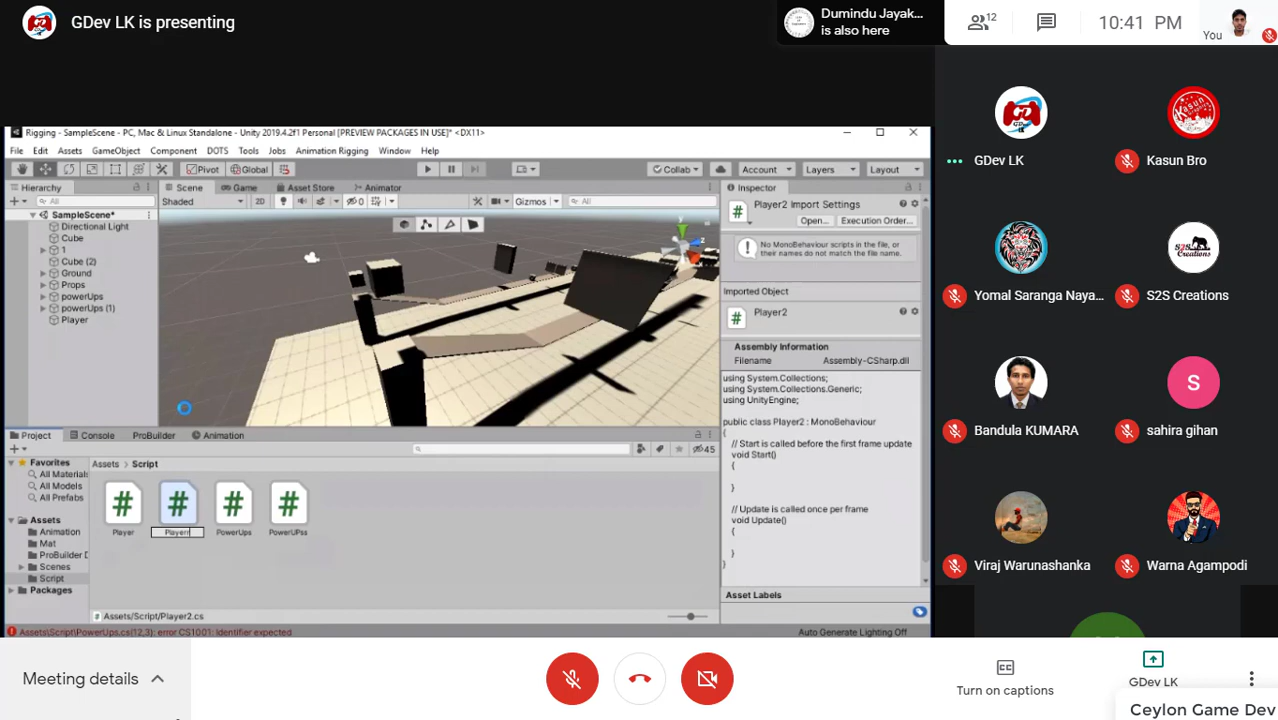 GDev LK is presenting
Dumindu Jayak...
is also here
12
10:41 PM
You
Rigging - SampleScene - PC, Mac & Linux Standalone - Unity 2019.4.2f1 Personal [PREVIEW PACKAGES IN USE]* <DX11>
File Edit Assets GameObject Component DOTS Tools Jobs Animation Rigging Window Help
Pivot Global Collab Account Layers Layout
Hierarchy
All
SampleScene*
Directional Light
Cube
1
Cube (2)
Ground
Props
powerUps
powerUps (1)
Player
Scene Game Asset Store Animator
Shaded 2D 0 Gizmos All
y
z
Inspector
Player2 Import Settings
Open... Execution Order...
No MonoBehaviour scripts in the file, or
their names do not match the file name.
Imported Object
Player2
Assembly Information
Filename Assembly-CSharp.dll
using System.Collections;
using System.Collections.Generic;
using UnityEngine;
public class Player2 : MonoBehaviour
{
// Start is called before the first frame update
void Start()
{
}
// Update is called once per frame
void Update()
{
}
}
Asset Labels
Project Console ProBuilder Animation
45
Favorites
All Materials
All Models
All Prefabs
Assets
Animation
Mat
ProBuilder D
Scenes
Script
Packages
Assets > Script
Player
PowerUps
PowerUPss
Assets/Script/Player2.cs
Assets\Script\PowerUps.cs(12,3): error CS1001: Identifier expected
Auto Generate Lighting Off
GDev LK
Kasun Bro
Yomal Saranga Naya...
S2S Creations
Bandula KUMARA
S
sahira gihan
Viraj Warunashanka
Warna Agampodi
Meeting details
CC
Turn on captions
GDev LK
Ceylon Game Dev